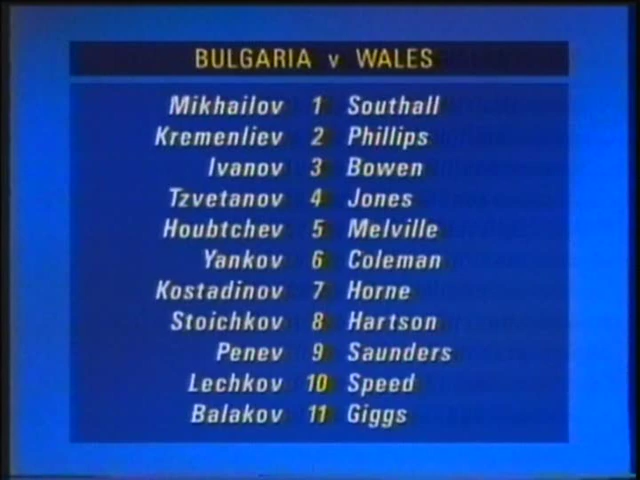 BULGARIA v WALES
Mikhailov 1 Southall
Kremenliev 2 Phillips
Ivanov 3 Bowen
Tzvetanov 4 Jones
Houbtchev 5 Melville
Yankov 6 Coleman
Kostadinov 7 Horne
Stoichkov 8 Hartson
Penev 9 Saunders
Lechkov 10 Speed
Balakov 11 Giggs